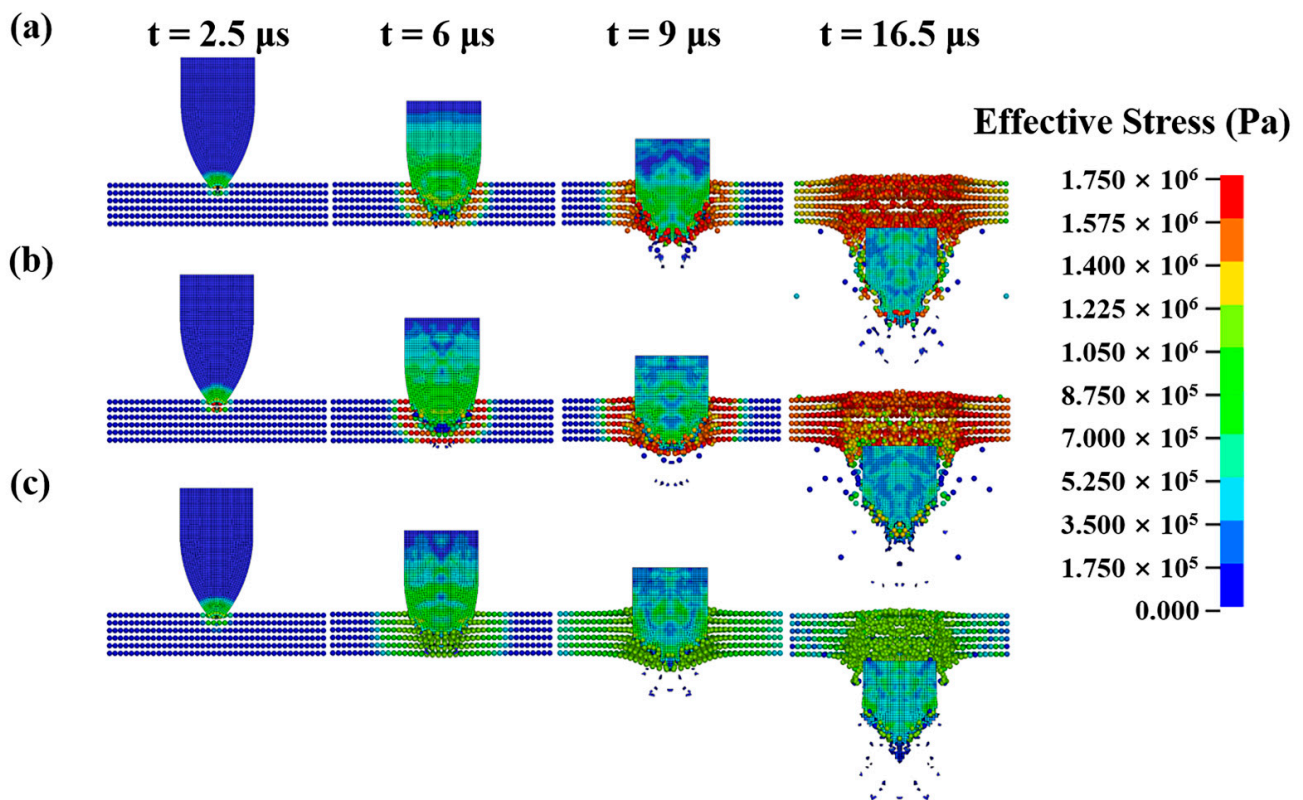 (a)
t = 2.5 μs
t = 6 μs
t = 9 μs
t = 16.5 μs
(b)
(c)
Effective Stress (Pa)
1.750 × 10⁶
1.575 × 10⁶
1.400 × 10⁶
1.225 × 10⁶
1.050 × 10⁶
8.750 × 10⁵
7.000 × 10⁵
5.250 × 10⁵
3.500 × 10⁵
1.750 × 10⁵
0.000